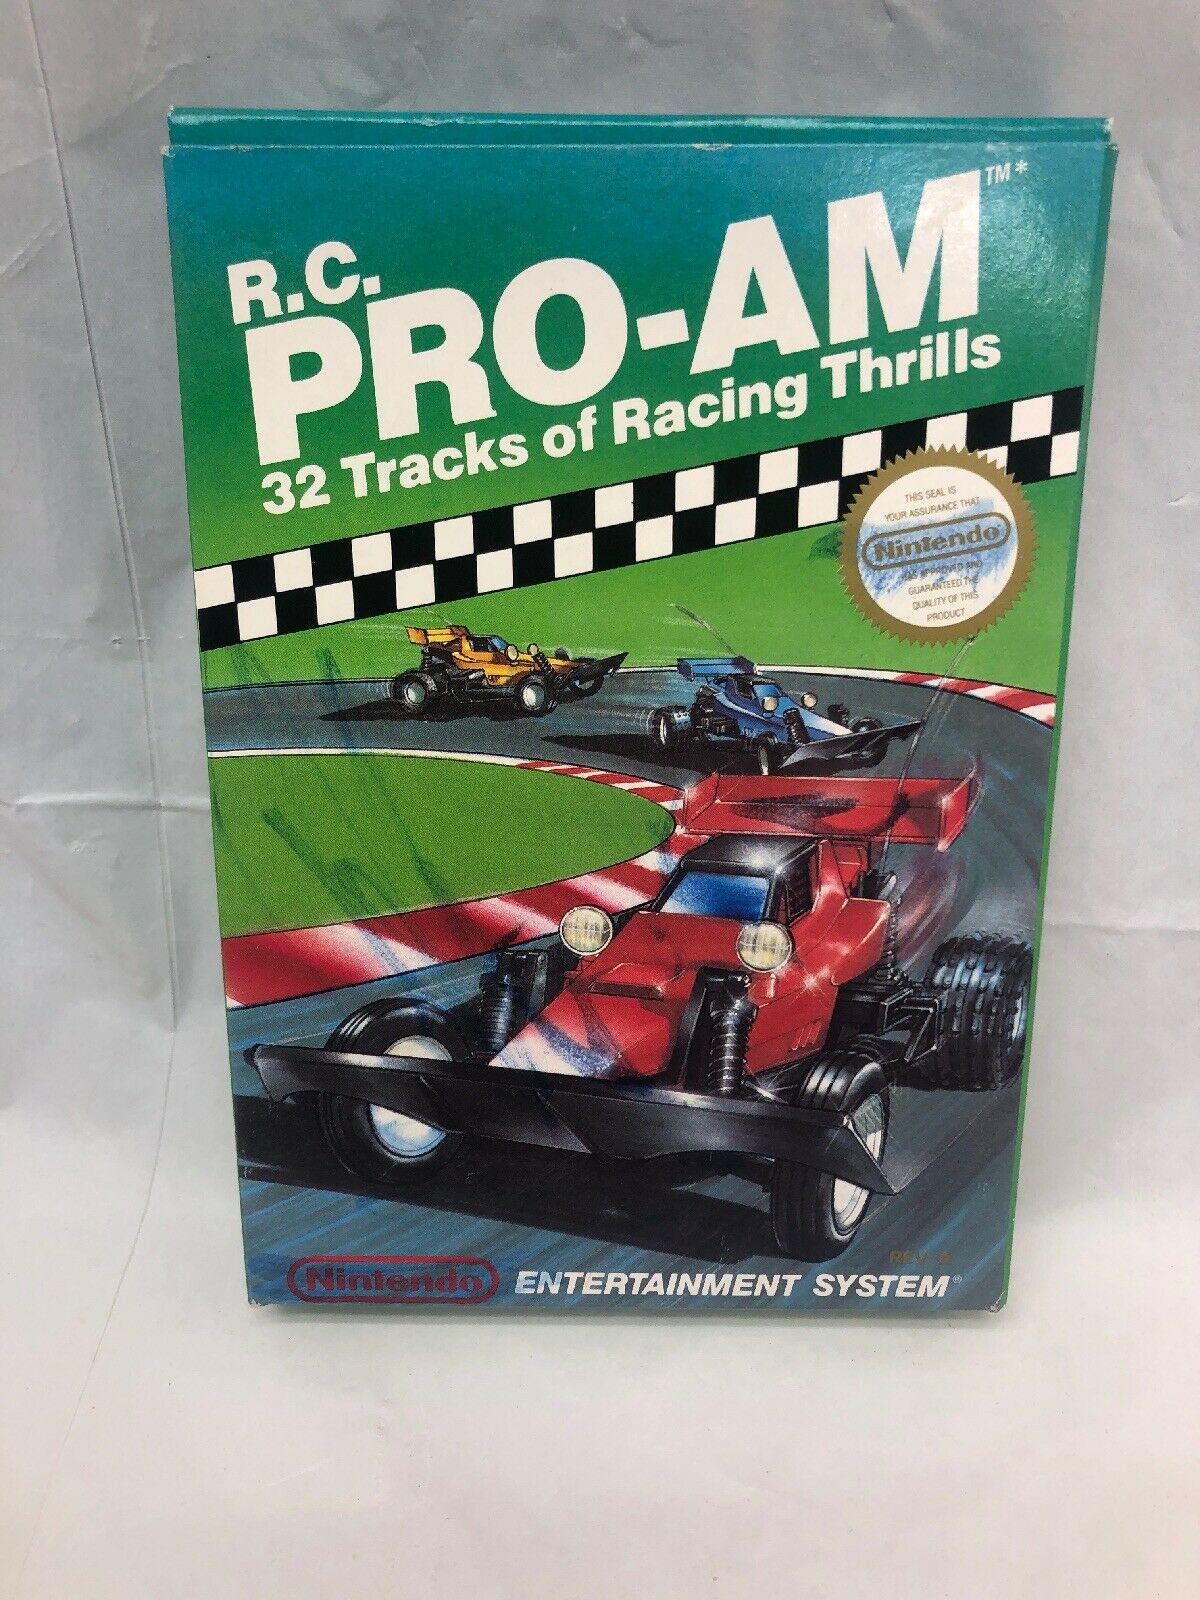 R.C.
PRO-AM™*
32 Tracks of Racing Thrills
THIS SEAL IS
YOUR ASSURANCE THAT
Nintendo
HAS APPROVED AND
GUARANTEED THE
QUALITY OF THIS
PRODUCT
REV-A
Nintendo ENTERTAINMENT SYSTEM®